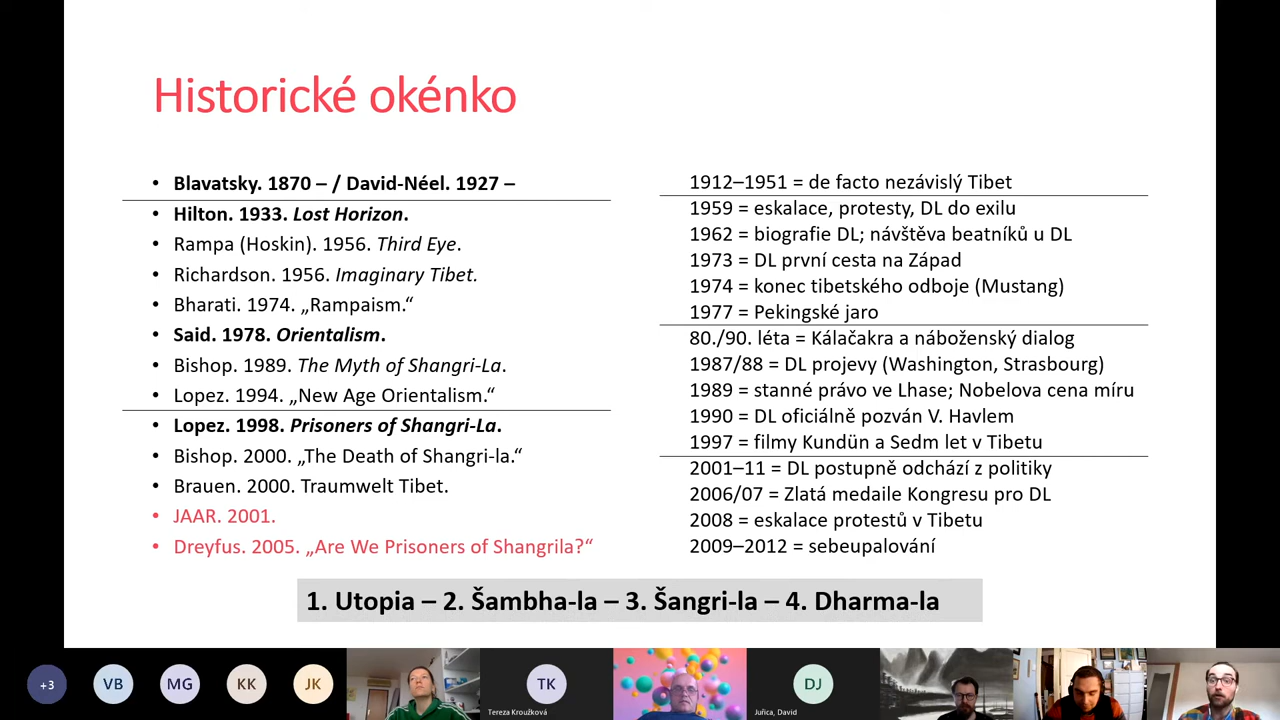 Historické okénko
• Blavatsky. 1870 – / David-Néel. 1927 –
• Hilton. 1933. Lost Horizon.
• Rampa (Hoskin). 1956. Third Eye.
• Richardson. 1956. Imaginary Tibet.
• Bharati. 1974. „Rampaism.“
• Said. 1978. Orientalism.
• Bishop. 1989. The Myth of Shangri-La.
• Lopez. 1994. „New Age Orientalism.“
• Lopez. 1998. Prisoners of Shangri-La.
• Bishop. 2000. „The Death of Shangri-la.“
• Brauen. 2000. Traumwelt Tibet.
• JAAR. 2001.
• Dreyfus. 2005. „Are We Prisoners of Shangrila?“
1912–1951 = de facto nezávislý Tibet
1959 = eskalace, protesty, DL do exilu
1962 = biografie DL; návštěva beatníků u DL
1973 = DL první cesta na Západ
1974 = konec tibetského odboje (Mustang)
1977 = Pekingské jaro
80./90. léta = Kálačakra a náboženský dialog
1987/88 = DL projevy (Washington, Strasbourg)
1989 = stanné právo ve Lhase; Nobelova cena míru
1990 = DL oficiálně pozván V. Havlem
1997 = filmy Kundün a Sedm let v Tibetu
2001–11 = DL postupně odchází z politiky
2006/07 = Zlatá medaile Kongresu pro DL
2008 = eskalace protestů v Tibetu
2009–2012 = sebeupalování
1. Utopia – 2. Šambha-la – 3. Šangri-la – 4. Dharma-la
+3
VB
MG
KK
JK
TK
Tereza Kroužková
DJ
Juřica, David